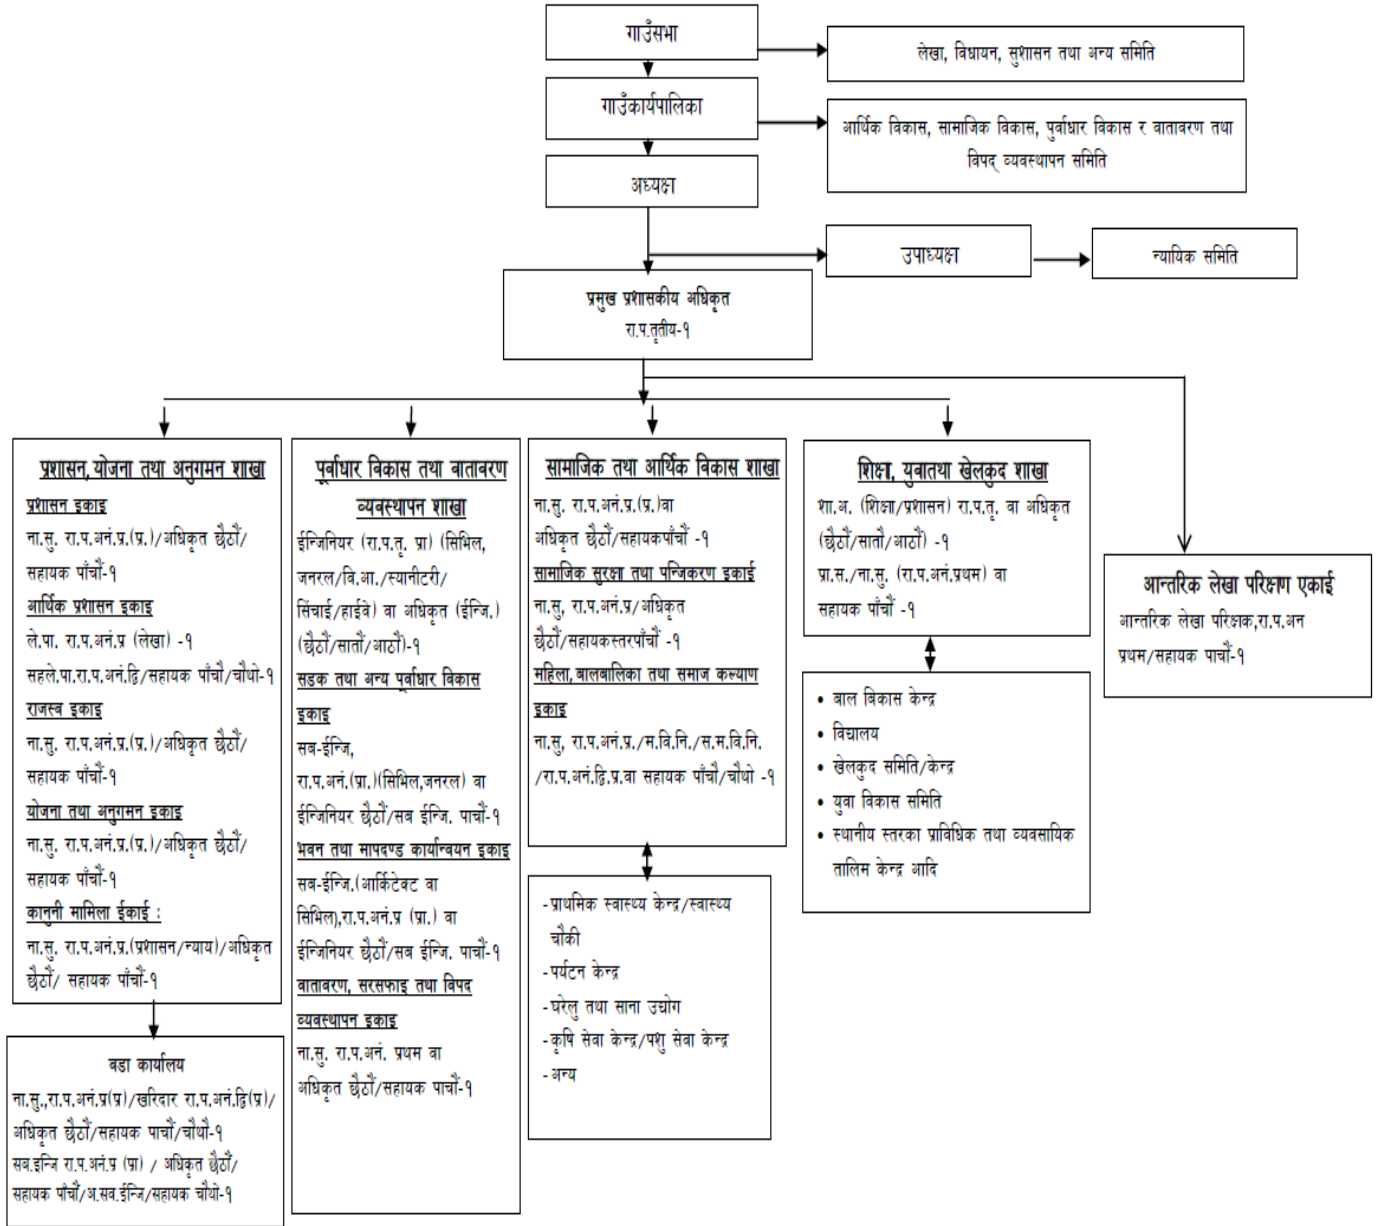 गाउँसभा
लेखा, विधायन, सुशासन तथा अन्य समिति
गाउँकार्यपालिका
आर्थिक विकास, सामाजिक विकास, पुर्वाधार विकास र वातावरण तथा
विपद् व्यवस्थापन समिति
अध्यक्ष
उपाध्यक्ष
न्यायिक समिति
प्रमुख प्रशासकीय अधिकृत
रा.प.तृतीय-१
प्रशासन,योजना तथा अनुगमन शाखा
प्रशासन इकाइ
ना.सु. रा.प.अनं.प्र.(प्र.)/अधिकृत छैठौं/
सहायक पाँचौं-१
आर्थिक प्रशासन इकाइ
ले.पा. रा.प.अनं.प्र (लेखा) -१
सहले.पा,रा.प.अनं.द्वि/सहायक पाँचौ/चौथो-१
राजस्व इकाइ
ना.सु. रा.प.अनं.प्र.(प्र.)/अधिकृत छैठौं/
सहायक पाँचौं-१
योजना तथा अनुगमन इकाइ
ना.सु. रा.प.अनं.प्र.(प्र.)/अधिकृत छैठौं/
सहायक पाँचौं-१
कानुनी मामिला ईकाई :
ना.सु. रा.प.अनं.प्र.(प्रशासन/न्याय)/अधिकृत
छैठौं/ सहायक पाँचौं-१
वडा कार्यालय
ना.सु.,रा.प.अनं.प्र(प्र)/खरिदार रा.प.अनं.द्वि(प्र)/
अधिकृत छैठौं/सहायक पाचौं/चौथौ-१
सब.इन्जि रा.प.अनं.प्र (प्रा) / अधिकृत छैठौं/
सहायक पाँचौं/अ.सव.ईन्जि/सहायक चौथो-१
पूर्वाधार विकास तथा वातावरण
व्यवस्थापन शाखा
ईन्जिनियर (रा.प.तृ. प्रा) (सिभिल,
जनरल/वि.आ./स्यानीटरी/
सिंचाई/हाईवे) वा अधिकृत (ईन्जि.)
(छैठौं/सातौं/आठौं)-१
सडक तथा अन्य पूर्वाधार विकास
इकाइ
सब-ईन्जि,
रा.प.अनं.(प्रा.)(सिभिल,जनरल) वा
ईन्जिनियर छैठौं/सब ईन्जि. पाचौं-१
भवन तथा मापदण्ड कार्यान्वयन इकाइ
सब-ईन्जि.(आर्किटेक्ट वा
सिभिल),रा.प.अनं.प्र (प्रा.) वा
ईन्जिनियर छैठौं/सब ईन्जि. पाचौं-१
वातावरण, सरसफाइ तथा विपद
व्यवस्थापन इकाइ
ना.सु. रा.प.अनं. प्रथम वा
अधिकृत छैठौं/सहायक पाचौं-१
सामाजिक तथा आर्थिक विकास शाखा
ना.सु. रा.प.अनं.प्र.(प्र.)वा
अधिकृत छैठौं/सहायकपाँचौं -१
सामाजिक सुरक्षा तथा पन्जिकरण इकाई
ना.सु, रा.प.अनं.प्र/अधिकृत
छैठौं/सहायकस्तरपाँचौं -१
महिला,बालबालिका तथा समाज कल्याण
इकाइ
ना.सु, रा.प.अनं.प्र./म.वि.नि./स.म.वि.नि.
/रा.प.अनं.द्वि.प्र.वा सहायक पाँचौ/चौथो -१
-प्राथमिक स्वास्थ्य केन्द्र/स्वास्थ्य
चौकी
-पर्यटन केन्द्र
-घरेलु तथा साना उद्योग
-कृषि सेवा केन्द्र/पशु सेवा केन्द्र
-अन्य
शिक्षा, युवातथा खेलकुद शाखा
शा.अ. (शिक्षा/प्रशासन) रा.प.तृ. वा अधिकृत
(छैठौं/सातौं/आठौं) -१
प्रा.स./ना.सु. (रा.प.अनं.प्रथम) वा
सहायक पाँचौं -१
• बाल बिकास केन्द्र
• विद्यालय
• खेलकुद समिति/केन्द्र
• युवा विकास समिति
• स्थानीय स्तरका प्राविधिक तथा व्यवसायिक
तालिम केन्द्र आदि
आन्तरिक लेखा परिक्षण एकाई
आन्तरिक लेखा परिक्षक,रा.प.अन
प्रथम/सहायक पाचौं-१